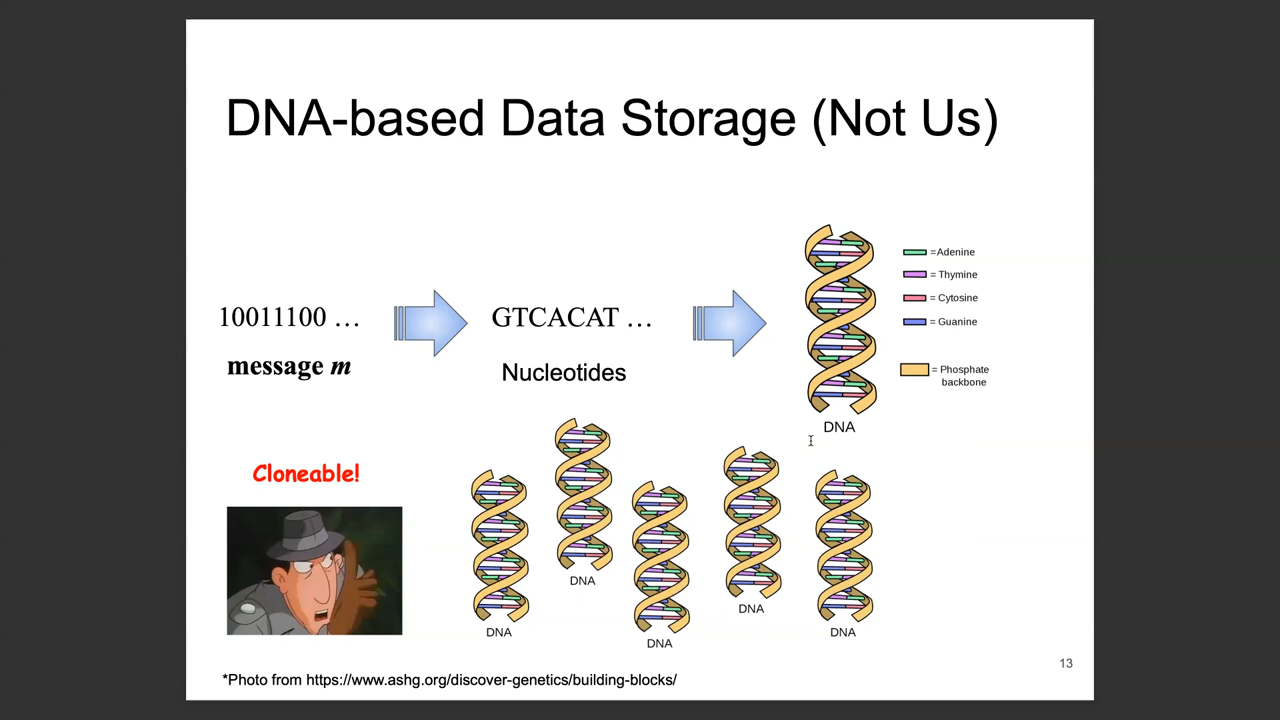 DNA-based Data Storage (Not Us)
10011100 …
message m
GTCACAT …
Nucleotides
=Adenine
= Thymine
= Cytosine
= Guanine
= Phosphate
backbone
DNA
Cloneable!
DNA
DNA
DNA
DNA
DNA
13
*Photo from https://www.ashg.org/discover-genetics/building-blocks/